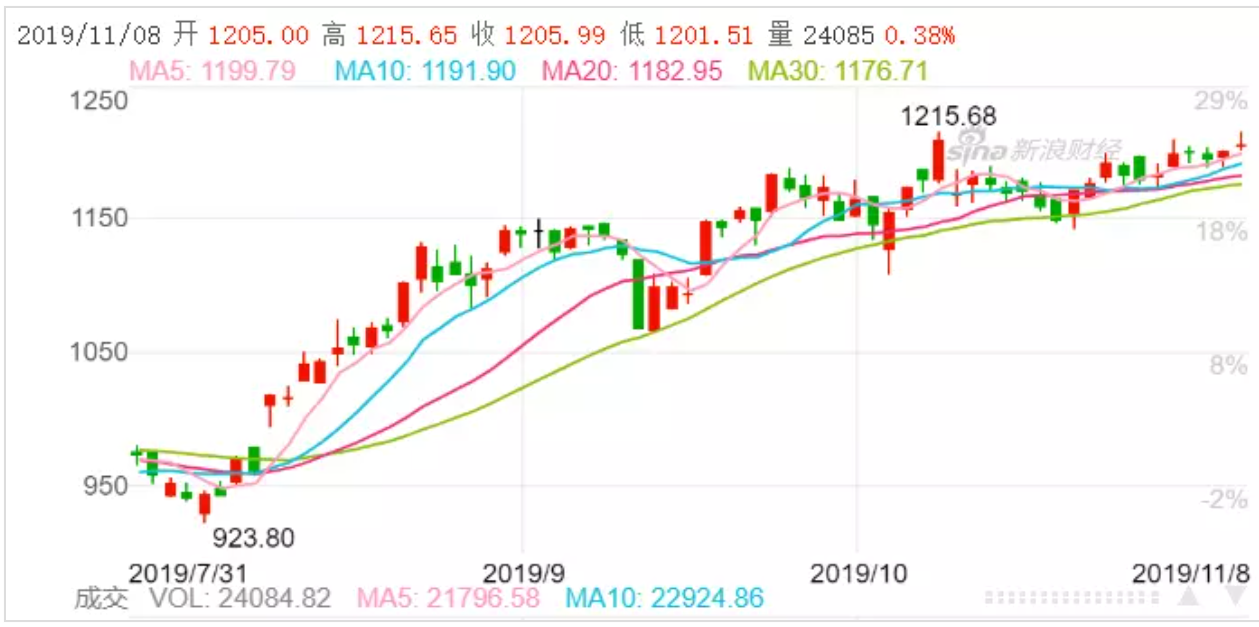 2019/11/08 开 1205.00 高 1215.65 收 1205.99 低 1201.51 量 24085 0.38%
MA5: 1199.79 MA10: 1191.90 MA20: 1182.95 MA30: 1176.71
1250 29%
1215.68
sina 新浪财经
1150 18%
1050 8%
950 -2%
923.80
2019/7/31 2019/9 2019/10 2019/11/8
成交 VOL: 24084.82 MA5: 21796.58 MA10: 22924.86